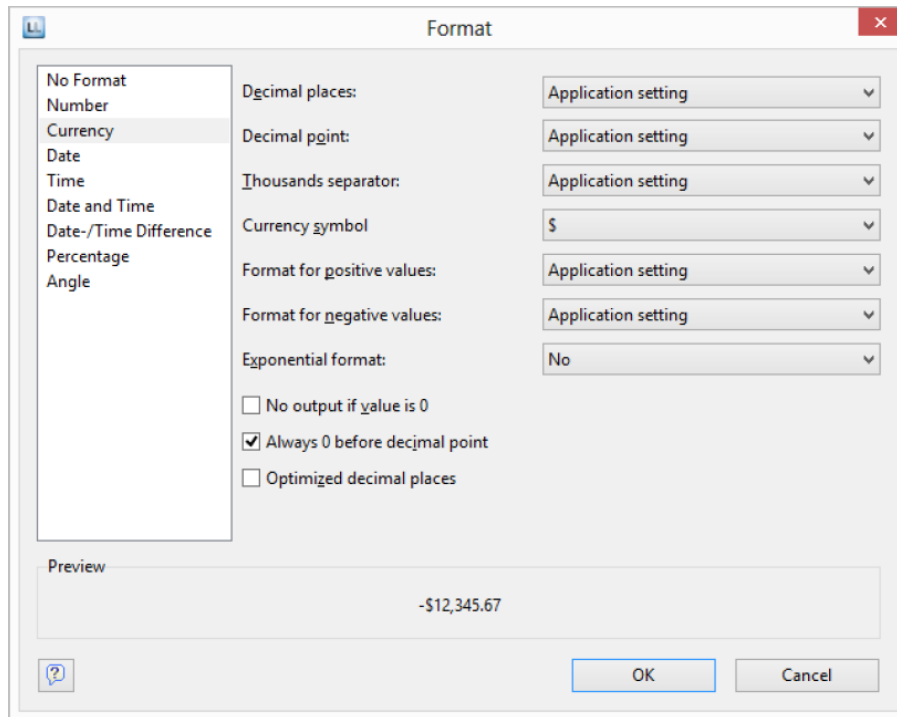 Format
No Format
Number
Currency
Date
Time
Date and Time
Date-/Time Difference
Percentage
Angle
Decimal places: Application setting
Decimal point: Application setting
Thousands separator: Application setting
Currency symbol $
Format for positive values: Application setting
Format for negative values: Application setting
Exponential format: No
No output if value is 0
Always 0 before decimal point
Optimized decimal places
Preview
-$12,345.67
OK Cancel